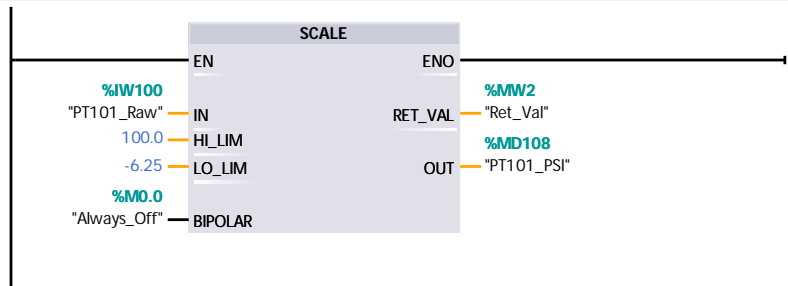 SCALE
EN ENO
%IW100 %MW2
"PT101_Raw" IN RET_VAL "Ret_Val"
100.0 HI_LIM %MD108
-6.25 LO_LIM OUT "PT101_PSI"
%M0.0
"Always_Off" BIPOLAR